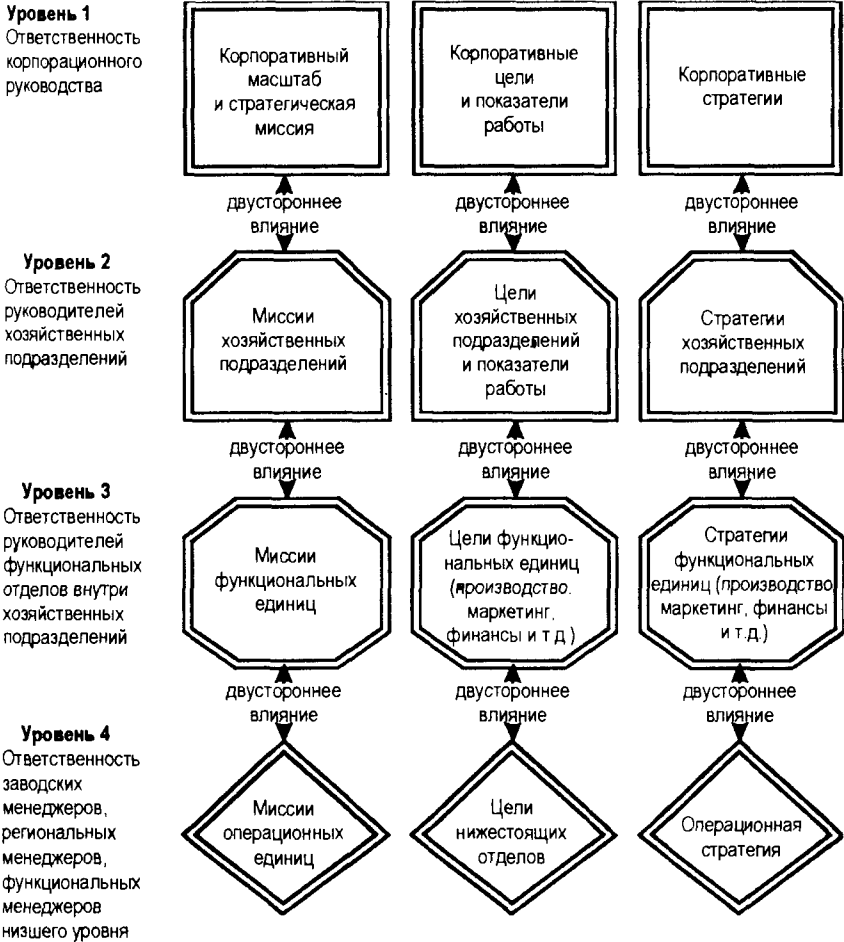 Уровень 1
Ответственность
корпорационного
руководства
Корпоративный
масштаб
и стратегическая
миссия
Корпоративные
цели
и показатели
работы
Корпоративные
стратегии
двустороннее
влияние
двустороннее
влияние
двустороннее
влияние
Уровень 2
Ответственность
руководителей
хозяйственных
подразделений
Миссии
хозяйственных
подразделений
Цели
хозяйственных
подразделений
и показатели
работы
Стратегии
хозяйственных
подразделений
двустороннее
влияние
двустороннее
влияние
двустороннее
влияние
Уровень 3
Ответственность
руководителей
функциональных
отделов внутри
хозяйственных
подразделений
Миссии
функциональных
единиц
Цели функцио-
нальных единиц
(производство.
маркетинг,
финансы и т д )
Стратегии
функциональных
единиц (производство
маркетинг, финансы
и т.д.)
двустороннее
влияние
двустороннее
влияние
двустороннее
влияние
Уровень 4
Ответственность
заводских
менеджеров,
региональных
менеджеров,
функциональных
менеджеров
низшего уровня
Миссии
операционных
единиц
Цели
нижестоящих
отделов
Операционная
стратегия